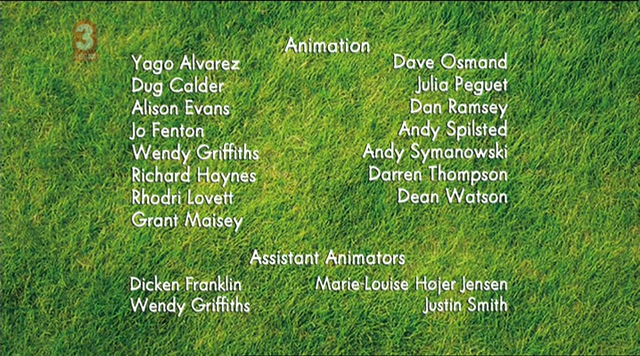 3
Animation
Yago Alvarez
Dug Calder
Alison Evans
Jo Fenton
Wendy Griffiths
Richard Haynes
Rhodri Lovett
Grant Maisey
Dave Osmand
Julia Peguet
Dan Ramsey
Andy Spilsted
Andy Symanowski
Darren Thompson
Dean Watson
Assistant Animators
Dicken Franklin
Wendy Griffiths
Marie-Louise Højer Jensen
Justin Smith